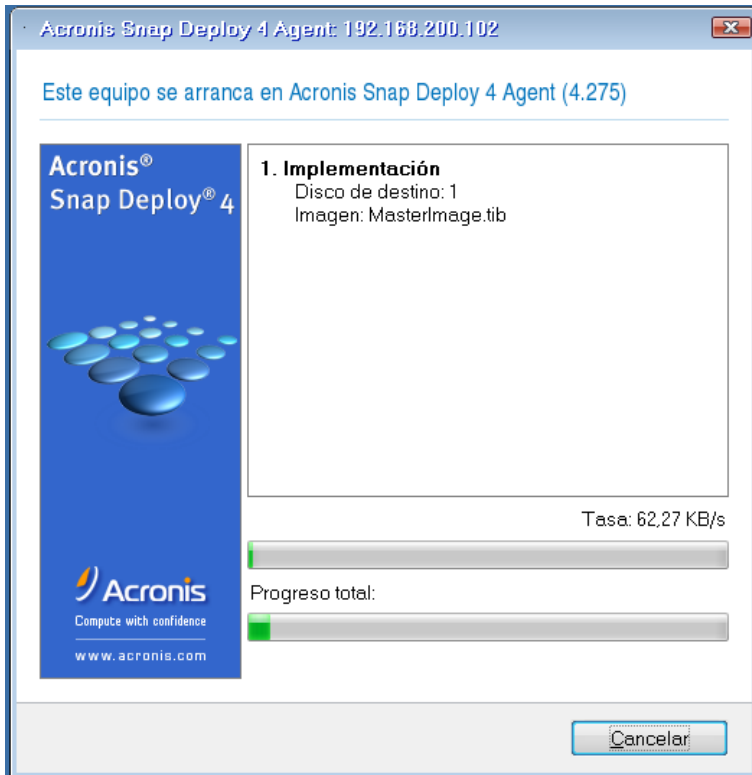 Acronis Snap Deploy 4 Agent: 192.168.200.102
Este equipo se arranca en Acronis Snap Deploy 4 Agent (4.275)
Acronis®
Snap Deploy® 4
1. Implementación
Disco de destino: 1
Imagen: MasterImage.tib
Tasa: 62,27 KB/s
Progreso total:
Acronis
Compute with confidence
www.acronis.com
Cancelar